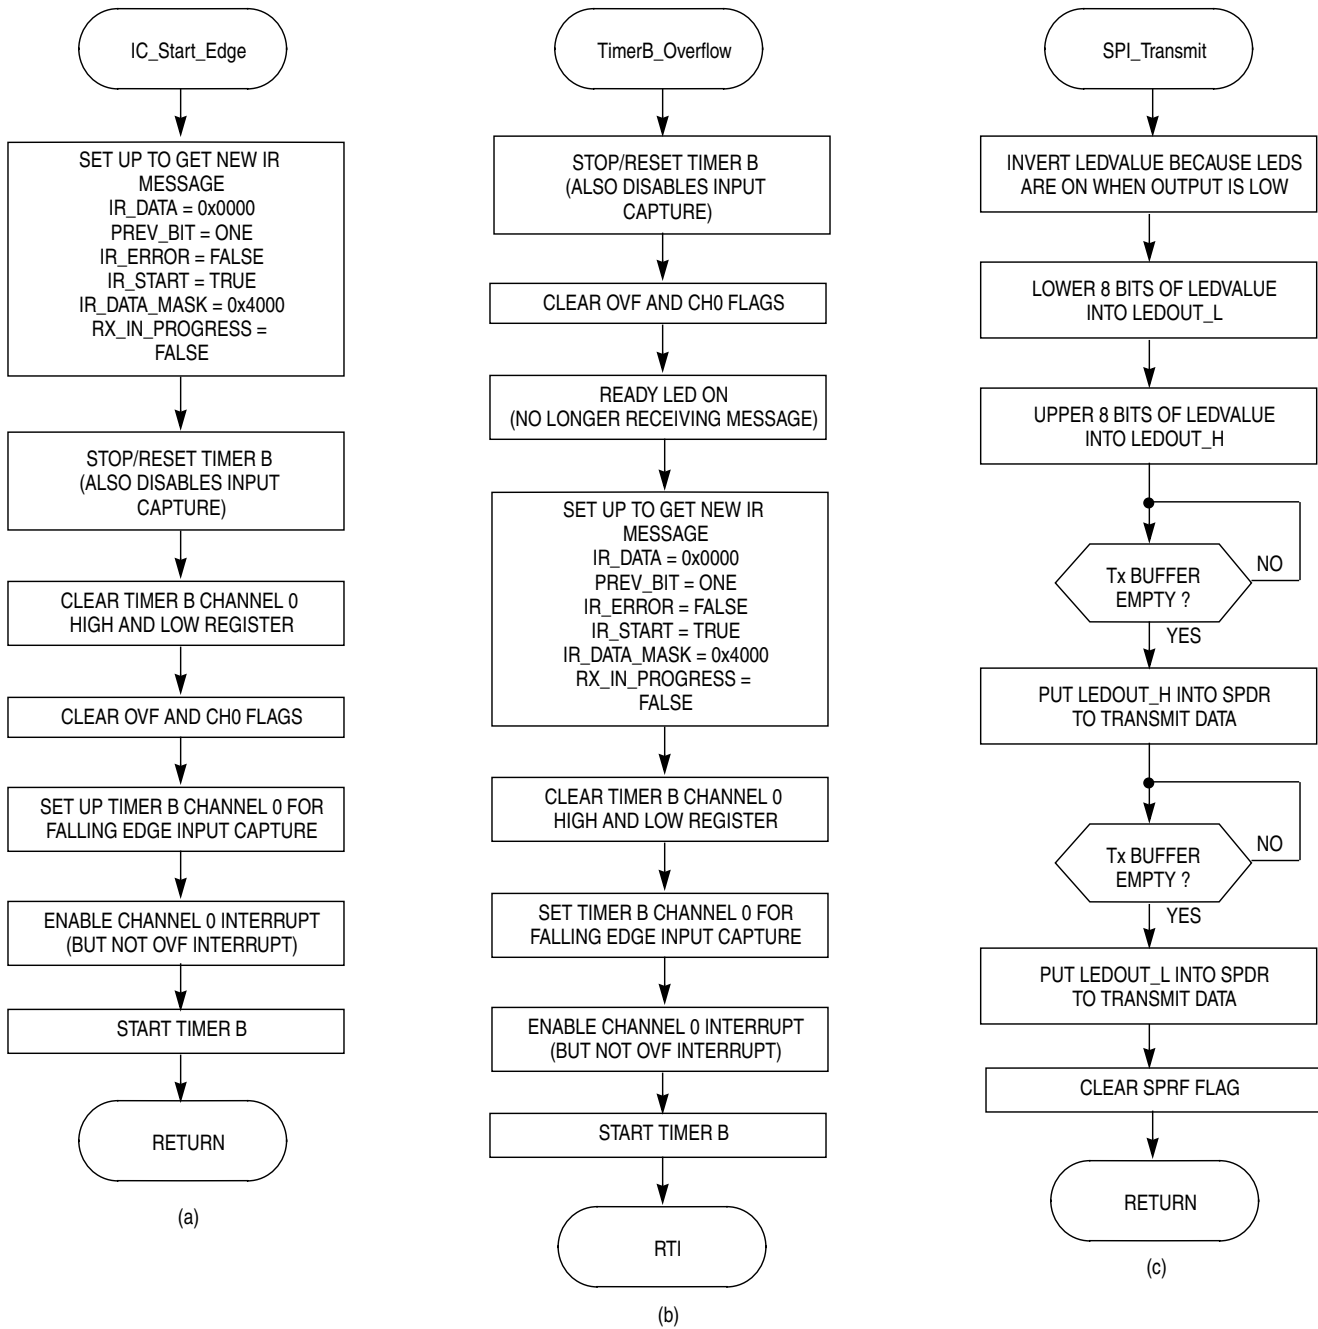 IC_Start_Edge
SET UP TO GET NEW IR
MESSAGE
IR_DATA = 0x0000
PREV_BIT = ONE
IR_ERROR = FALSE
IR_START = TRUE
IR_DATA_MASK = 0x4000
RX_IN_PROGRESS =
FALSE
STOP/RESET TIMER B
(ALSO DISABLES INPUT
CAPTURE)
CLEAR TIMER B CHANNEL 0
HIGH AND LOW REGISTER
CLEAR OVF AND CH0 FLAGS
SET UP TIMER B CHANNEL 0 FOR
FALLING EDGE INPUT CAPTURE
ENABLE CHANNEL 0 INTERRUPT
(BUT NOT OVF INTERRUPT)
START TIMER B
RETURN
(a)
TimerB_Overflow
STOP/RESET TIMER B
(ALSO DISABLES INPUT
CAPTURE)
CLEAR OVF AND CH0 FLAGS
READY LED ON
(NO LONGER RECEIVING MESSAGE)
SET UP TO GET NEW IR
MESSAGE
IR_DATA = 0x0000
PREV_BIT = ONE
IR_ERROR = FALSE
IR_START = TRUE
IR_DATA_MASK = 0x4000
RX_IN_PROGRESS =
FALSE
CLEAR TIMER B CHANNEL 0
HIGH AND LOW REGISTER
SET TIMER B CHANNEL 0 FOR
FALLING EDGE INPUT CAPTURE
ENABLE CHANNEL 0 INTERRUPT
(BUT NOT OVF INTERRUPT)
START TIMER B
RTI
(b)
SPI_Transmit
INVERT LEDVALUE BECAUSE LEDS
ARE ON WHEN OUTPUT IS LOW
LOWER 8 BITS OF LEDVALUE
INTO LEDOUT_L
UPPER 8 BITS OF LEDVALUE
INTO LEDOUT_H
Tx BUFFER
EMPTY ?
NO
YES
PUT LEDOUT_H INTO SPDR
TO TRANSMIT DATA
Tx BUFFER
EMPTY ?
NO
YES
PUT LEDOUT_L INTO SPDR
TO TRANSMIT DATA
CLEAR SPRF FLAG
RETURN
(c)